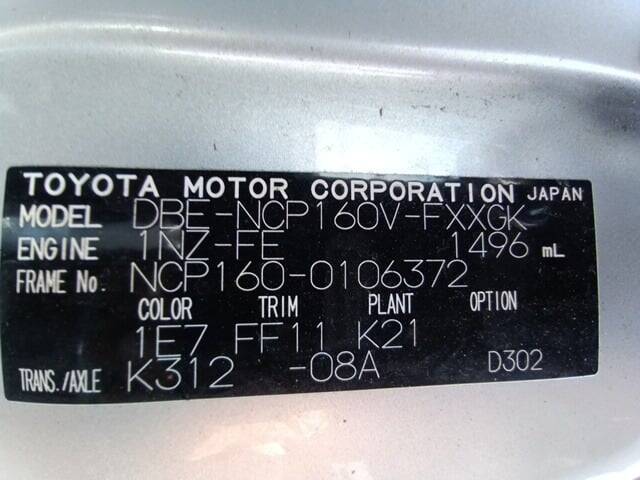 TOYOTA MOTOR CORPORATION JAPAN
MODEL DBE-NCP160V-FXXGK
ENGINE 1NZ-FE 1496 mL
FRAME No. NCP160-0106372
COLOR TRIM PLANT OPTION
1E7 FF11 K21
TRANS./AXLE K312 -08A D302